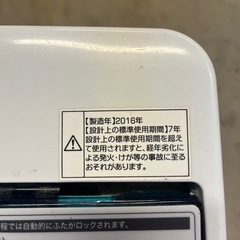 【製造年】2016年
【設計上の標準使用期間】7年
設計上の標準使用期間を超え
て使用されますと、経年劣化に
よる発火・けが等の事故に至る
おそれがあります。
程では自動的にふたがロックされます。